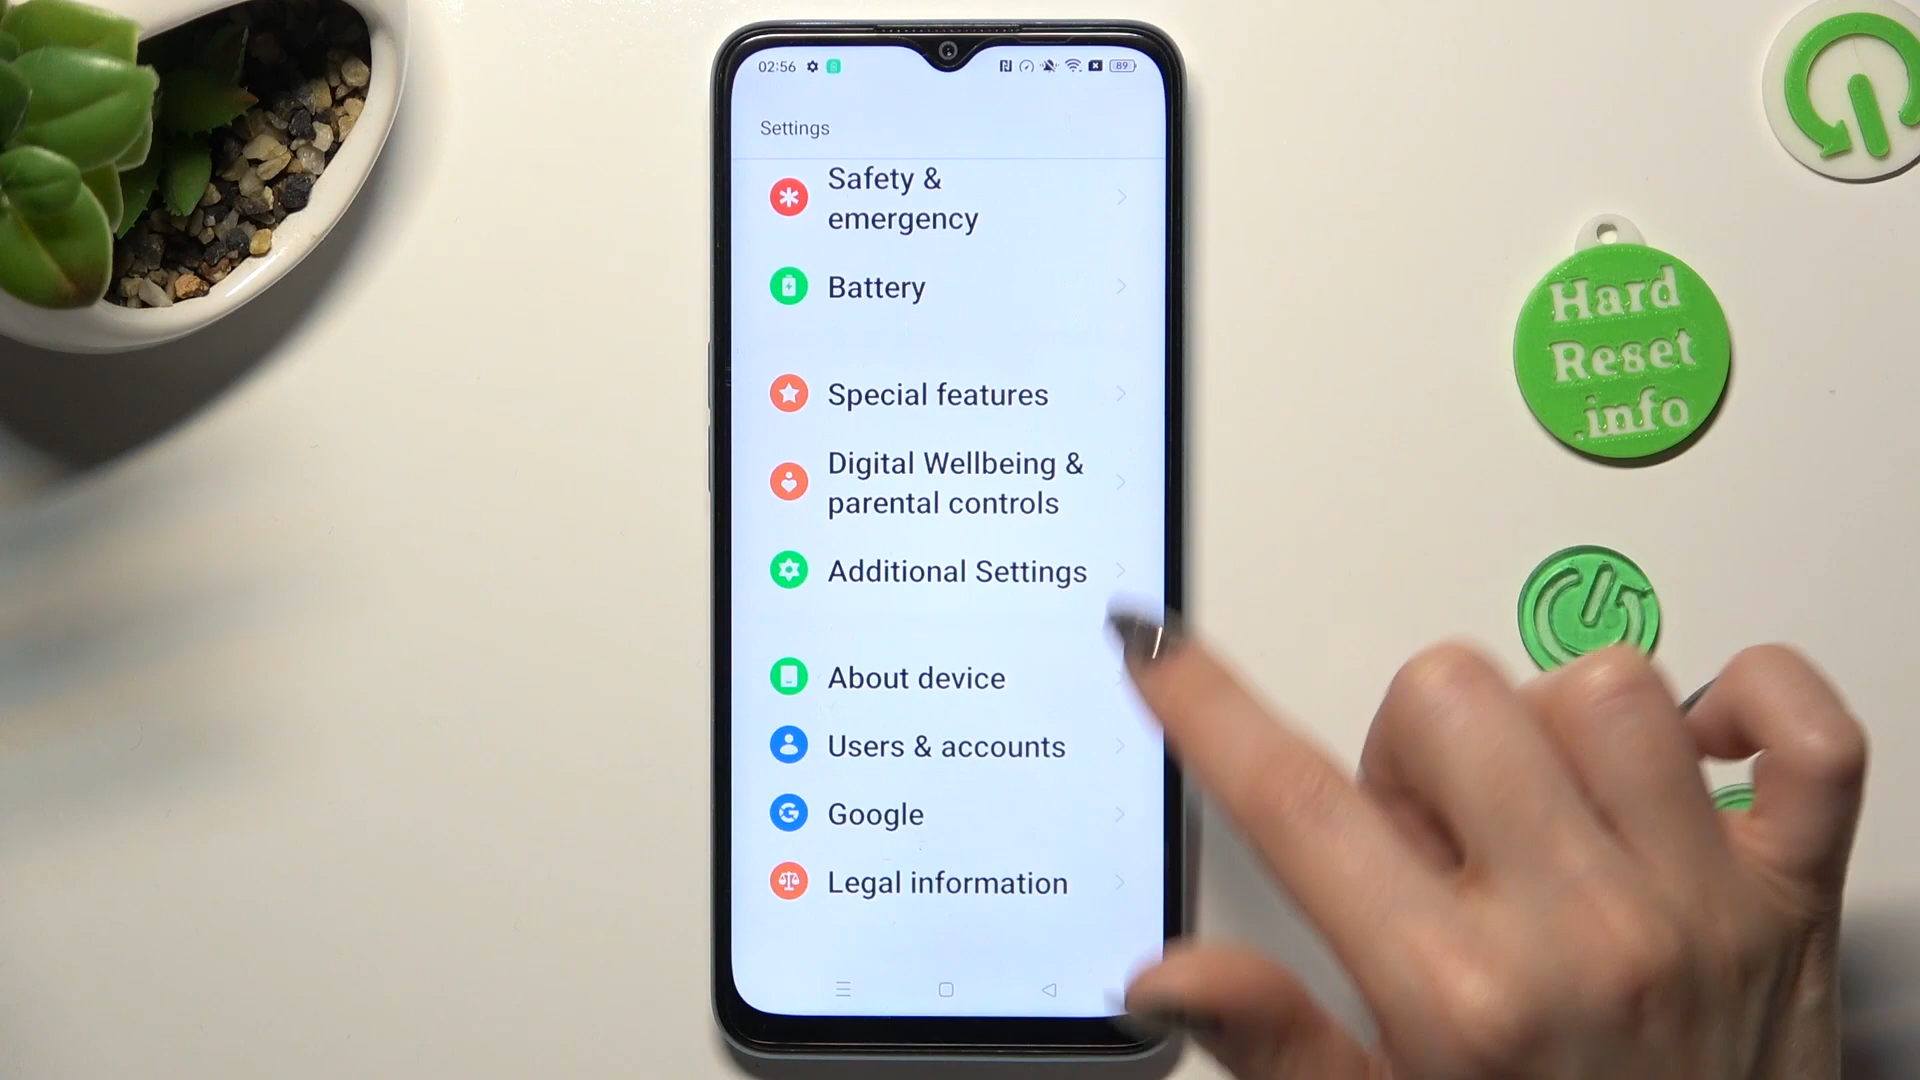 02:56
89
Settings
Safety &
emergency
Battery
Special features
Digital Wellbeing &
parental controls
Additional Settings
About device
Users & accounts
Google
Legal information
Hard
Reset
.info